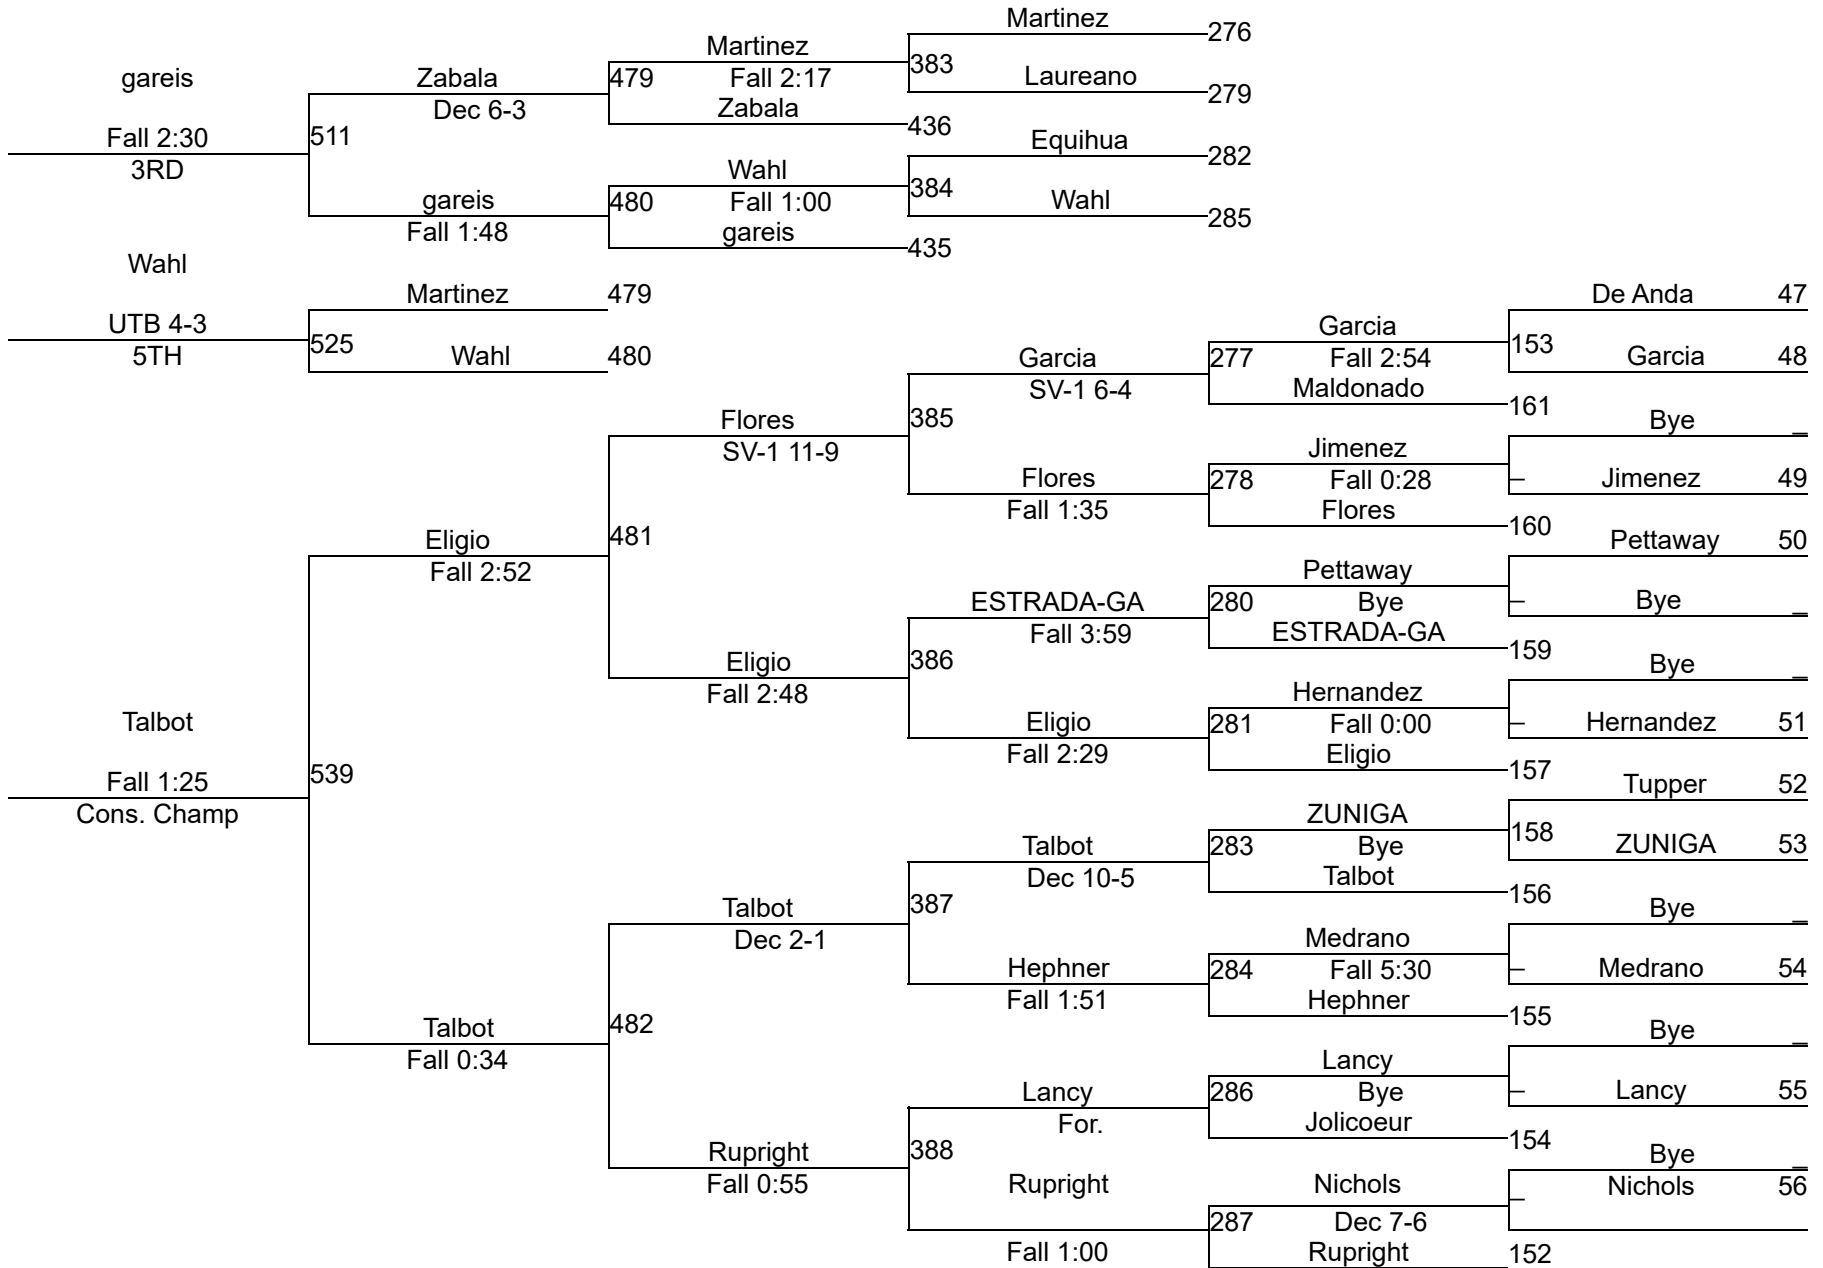 Martinez
276
Martinez
383
gareis
Zabala
479
Fall 2:17
Laureano
279
Dec 6-3
Zabala
436
Fall 2:30
511
Equihua
282
3RD
Wahl
384
gareis
480
Fall 1:00
Wahl
285
Fall 1:48
gareis
435
Wahl
Martinez
479
De Anda 47
UTB 4-3
525
Garcia
153
5TH
Wahl
480
Garcia
277
Fall 2:54
Garcia 48
SV-1 6-4
Maldonado
161
Flores
385
Bye _
SV-1 11-9
Jimenez
Flores
278
Fall 0:28
_
Jimenez 49
Fall 1:35
Flores
160
Eligio
481
Pettaway 50
Fall 2:52
Pettaway
ESTRADA-GA
280
Bye
_
Bye _
Fall 3:59
ESTRADA-GA
159
Eligio
386
Bye _
Fall 2:48
Hernandez
Talbot
Eligio
281
Fall 0:00
_
Hernandez 51
Fall 2:29
Eligio
157
Fall 1:25
539
Tupper 52
Cons. Champ
ZUNIGA
158
Talbot
283
Bye
ZUNIGA 53
Dec 10-5
Talbot
156
Talbot
387
Bye _
Dec 2-1
Medrano
Hephner
284
Fall 5:30
_
Medrano 54
Fall 1:51
Hephner
155
Talbot
482
Bye _
Fall 0:34
Lancy
Lancy
286
Bye
_
Lancy 55
For.
Jolicoeur
154
Rupright
388
Bye _
Fall 0:55
Rupright
Nichols
_
Nichols 56
287
Dec 7-6
Fall 1:00
Rupright
152